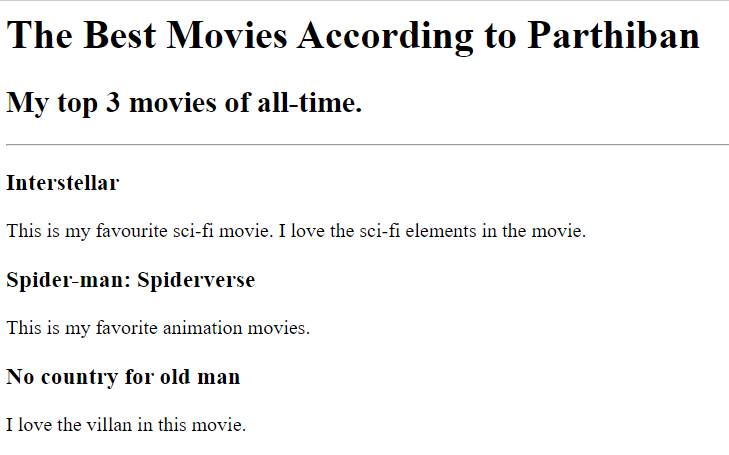 The Best Movies According to Parthiban
My top 3 movies of all-time.
Interstellar
This is my favourite sci-fi movie. I love the sci-fi elements in the movie.
Spider-man: Spiderverse
This is my favorite animation movies.
No country for old man
I love the villan in this movie.